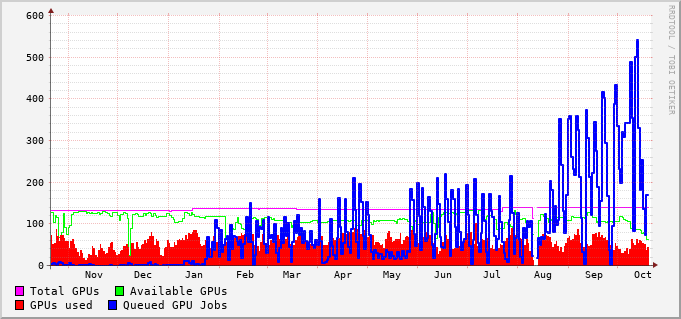 RRDTOOL / TOBI OETIKER
600
500
400
300
200
100
0
Nov Dec Jan Feb Mar Apr May Jun Jul Aug Sep Oct
Total GPUs Available GPUs
GPUs used Queued GPU Jobs